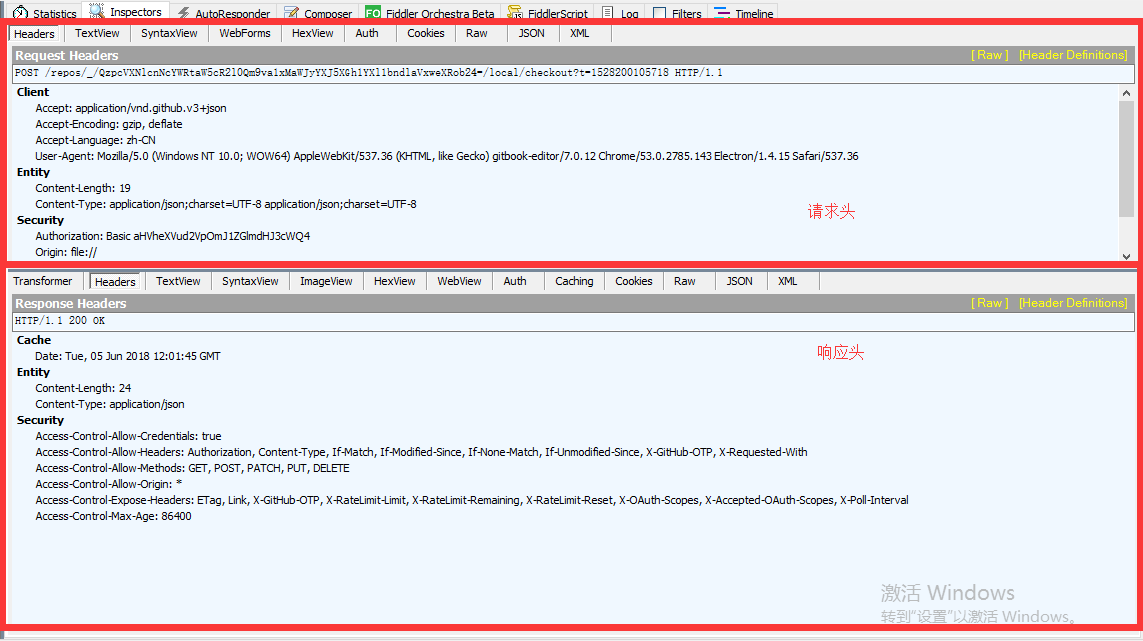 Statistics Inspectors AutoResponder Composer FO Fiddler Orchestra Beta FiddlerScript Log Filters Timeline
Headers TextView SyntaxView WebForms HexView Auth Cookies Raw JSON XML
Request Headers [ Raw ] [Header Definitions]
POST /repos/_/QzpcVXNlcnNcYWRtaW5cR2l0Qm9va1xMaWJyYXJ5XGh1YXl1bndlaVxweXRob24=/local/checkout?t=1528200105718 HTTP/1.1
Client
Accept: application/vnd.github.v3+json
Accept-Encoding: gzip, deflate
Accept-Language: zh-CN
User-Agent: Mozilla/5.0 (Windows NT 10.0; WOW64) AppleWebKit/537.36 (KHTML, like Gecko) gitbook-editor/7.0.12 Chrome/53.0.2785.143 Electron/1.4.15 Safari/537.36
Entity
Content-Length: 19
Content-Type: application/json;charset=UTF-8 application/json;charset=UTF-8
请求头
Security
Authorization: Basic aHVheXVud2VpOmJ1ZGlmdHJ3cWQ4
Origin: file://
Transformer Headers TextView SyntaxView ImageView HexView WebView Auth Caching Cookies Raw JSON XML
Response Headers [ Raw ] [Header Definitions]
HTTP/1.1 200 OK
Cache
Date: Tue, 05 Jun 2018 12:01:45 GMT
响应头
Entity
Content-Length: 24
Content-Type: application/json
Security
Access-Control-Allow-Credentials: true
Access-Control-Allow-Headers: Authorization, Content-Type, If-Match, If-Modified-Since, If-None-Match, If-Unmodified-Since, X-GitHub-OTP, X-Requested-With
Access-Control-Allow-Methods: GET, POST, PATCH, PUT, DELETE
Access-Control-Allow-Origin: *
Access-Control-Expose-Headers: ETag, Link, X-GitHub-OTP, X-RateLimit-Limit, X-RateLimit-Remaining, X-RateLimit-Reset, X-OAuth-Scopes, X-Accepted-OAuth-Scopes, X-Poll-Interval
Access-Control-Max-Age: 86400
激活 Windows
转到"设置"以激活 Windows。